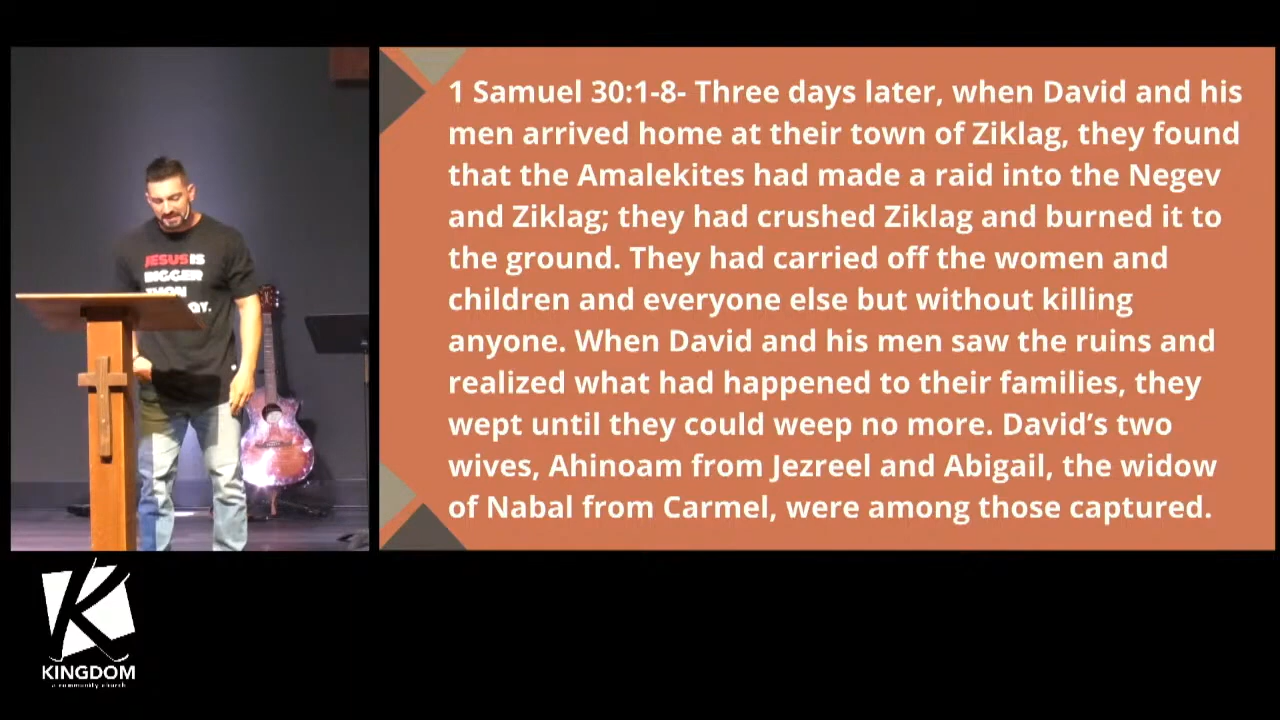 1 Samuel 30:1-8- Three days later, when David and his
men arrived home at their town of Ziklag, they found
that the Amalekites had made a raid into the Negev
and Ziklag; they had crushed Ziklag and burned it to
the ground. They had carried off the women and
children and everyone else but without killing
anyone. When David and his men saw the ruins and
realized what had happened to their families, they
wept until they could weep no more. David’s two
wives, Ahinoam from Jezreel and Abigail, the widow
of Nabal from Carmel, were among those captured.
JESUS IS
BIGGER
THAN
K
KINGDOM
a community church